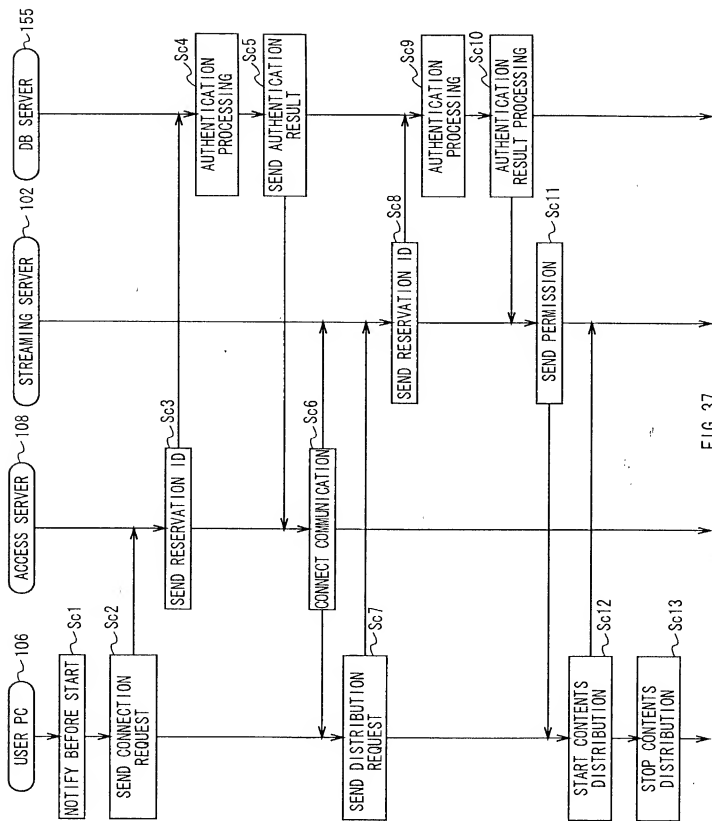 USER PC
106
ACCESS SERVER
108
STREAMING SERVER
102
DB SERVER
155
NOTIFY BEFORE START
Sc1
SEND CONNECTION
REQUEST
Sc2
SEND RESERVATION ID
Sc3
AUTHENTICATION
PROCESSING
Sc4
SEND AUTHENTICATION
RESULT
Sc5
CONNECT COMMUNICATION
Sc6
SEND DISTRIBUTION
REQUEST
Sc7
SEND RESERVATION ID
Sc8
AUTHENTICATION
PROCESSING
Sc9
AUTHENTICATION
RESULT PROCESSING
Sc10
SEND PERMISSION
Sc11
START CONTENTS
DISTRIBUTION
Sc12
STOP CONTENTS
DISTRIBUTION
Sc13
FIG. 37